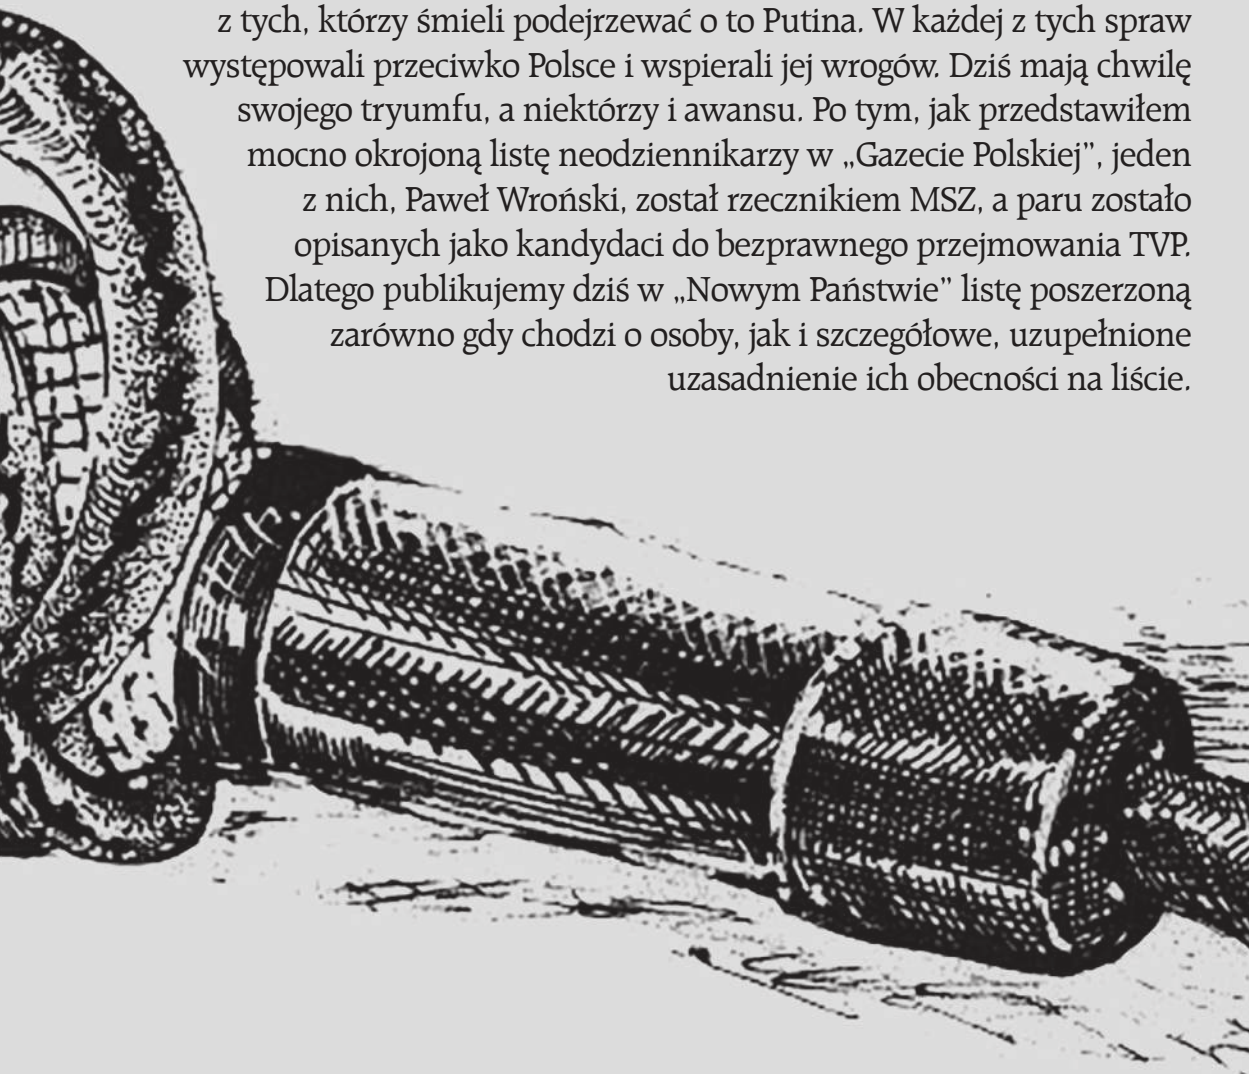 z tych, którzy śmieli podejrzewać o to Putina. W każdej z tych spraw
występowali przeciwko Polsce i wspierali jej wrogów. Dziś mają chwilę
swojego tryumfu, a niektórzy i awansu. Po tym, jak przedstawiłem
mocno okrojoną listę neodziennikarzy w „Gazecie Polskiej”, jeden
z nich, Paweł Wroński, został rzecznikiem MSZ, a paru zostało
opisanych jako kandydaci do bezprawnego przejmowania TVP.
Dlatego publikujemy dziś w „Nowym Państwie” listę poszerzoną
zarówno gdy chodzi o osoby, jak i szczegółowe, uzupełnione
uzasadnienie ich obecności na liście.